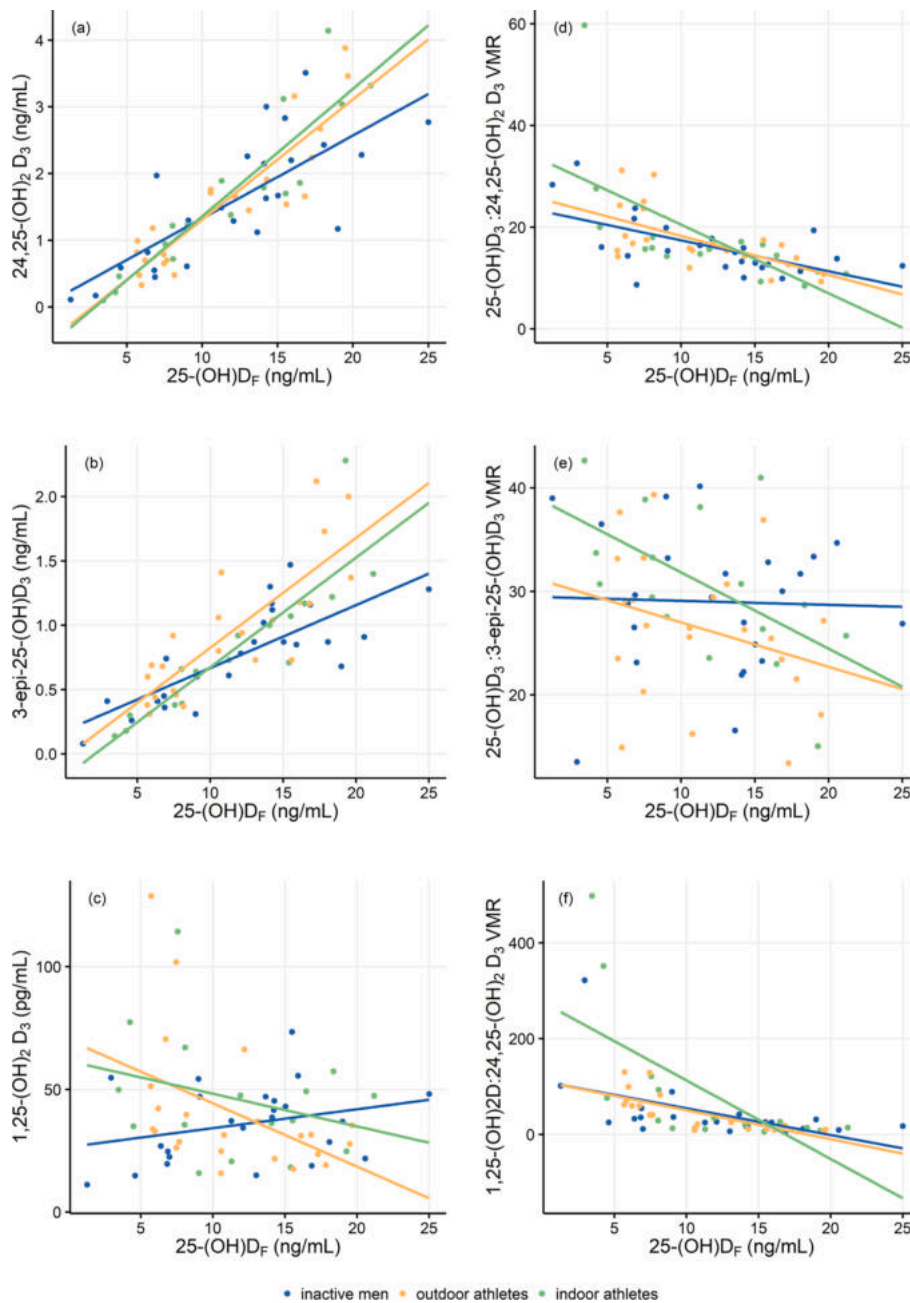 (a)
24,25-(OH)2 D3 (ng/mL)
4
3
2
1
0
5 10 15 20 25
25-(OH)DF (ng/mL)
(d)
25-(OH)D3 :24,25-(OH)2 D3 VMR
60
40
20
0
5 10 15 20 25
25-(OH)DF (ng/mL)
(b)
3-epi-25-(OH)D3 (ng/mL)
2.0
1.5
1.0
0.5
0.0
5 10 15 20 25
25-(OH)DF (ng/mL)
(e)
25-(OH)D3 :3-epi-25-(OH)D3 VMR
40
30
20
5 10 15 20 25
25-(OH)DF (ng/mL)
(c)
1,25-(OH)2 D3 (pg/mL)
100
50
0
5 10 15 20 25
25-(OH)DF (ng/mL)
(f)
1,25-(OH)2D:24,25-(OH)2 D3 VMR
400
200
0
5 10 15 20 25
25-(OH)DF (ng/mL)
inactive men outdoor athletes indoor athletes